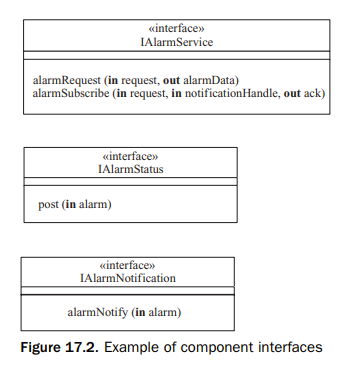 «interface»
IAlarmService
alarmRequest (in request, out alarmData)
alarmSubscribe (in request, in notificationHandle, out ack)
«interface»
IAlarmStatus
post (in alarm)
«interface»
IAlarmNotification
alarmNotify (in alarm)
Figure 17.2. Example of component interfaces